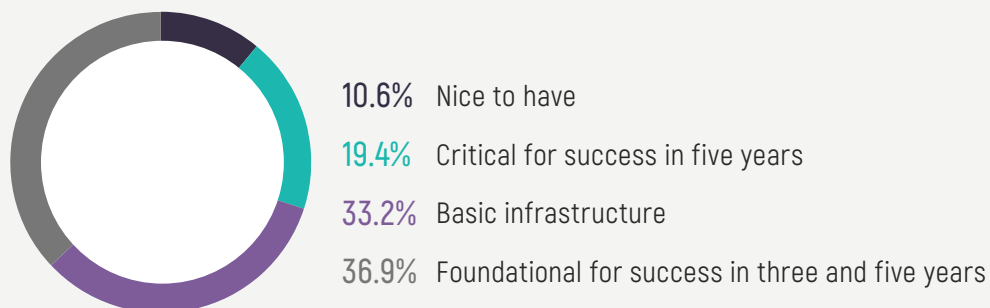 10.6% Nice to have
19.4% Critical for success in five years
33.2% Basic infrastructure
36.9% Foundational for success in three and five years